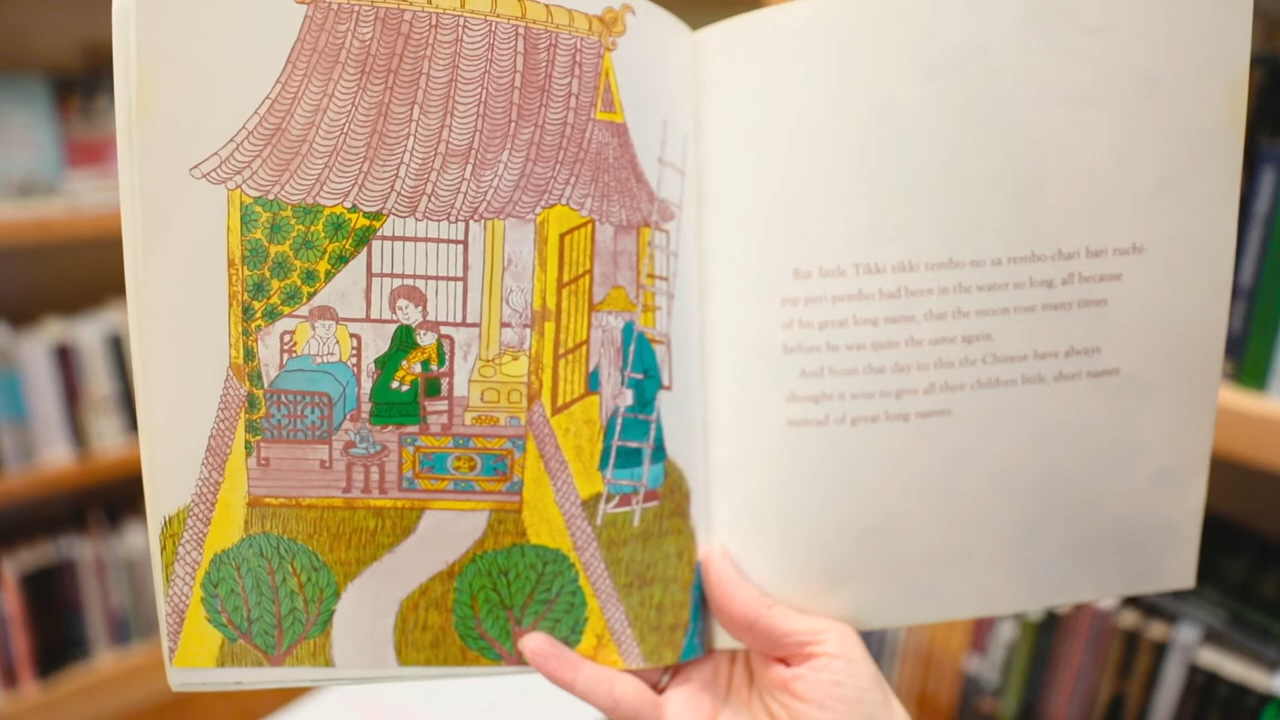 But little Tikki tikki tembo-no sa rembo-chari bari ruchi-
pip peri pembo had been in the water so long, all because
of his great long name, that the moon rose many times
before he was quite the same again.
And from that day to this the Chinese have always
thought it wise to give all their children little, short names
instead of great long names.